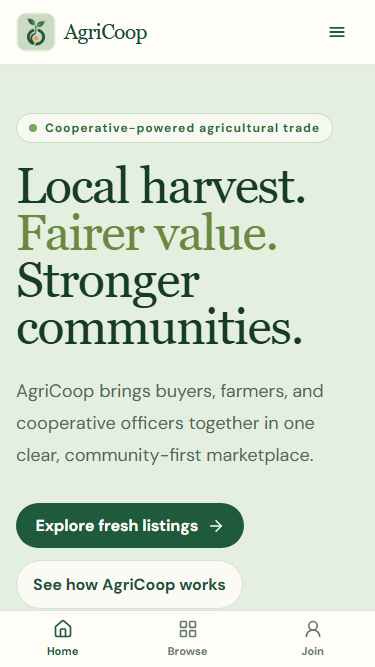 AgriCoop
Cooperative-powered agricultural trade
Local harvest.
Fairer value.
Stronger
communities.
AgriCoop brings buyers, farmers, and
cooperative officers together in one
clear, community-first marketplace.
Explore fresh listings
See how AgriCoop works
Home
Browse
Join